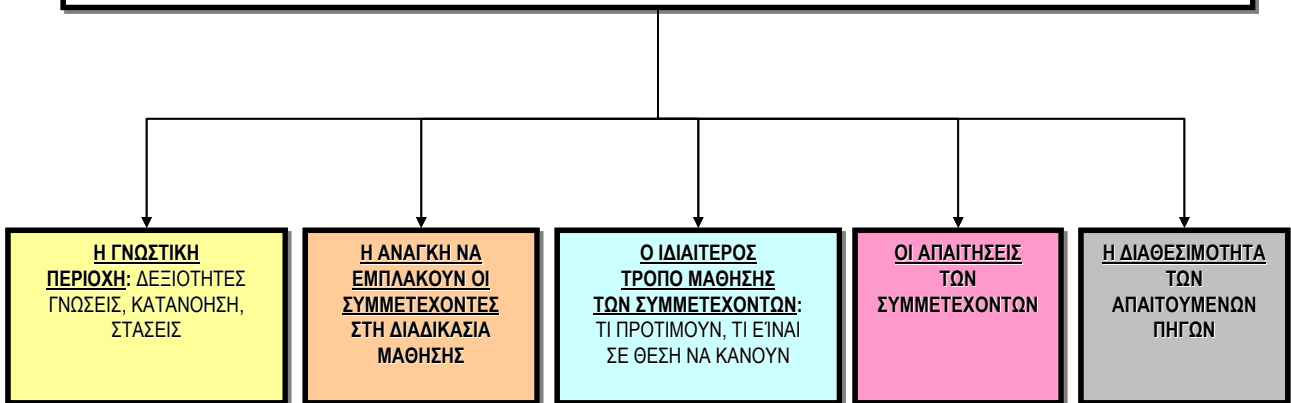 Η ΓΝΩΣΤΙΚΗ
ΠΕΡΙΟΧΗ: ΔΕΞΙΟΤΗΤΕΣ
ΓΝΩΣΕΙΣ, ΚΑΤΑΝΟΗΣΗ,
ΣΤΑΣΕΙΣ
Η ΑΝΑΓΚΗ ΝΑ
ΕΜΠΛΑΚΟΥΝ ΟΙ
ΣΥΜΜΕΤΕΧΟΝΤΕΣ
ΣΤΗ ΔΙΑΔΙΚΑΣΙΑ
ΜΑΘΗΣΗΣ
Ο ΙΔΙΑΙΤΕΡΟΣ
ΤΡΟΠΟ ΜΑΘΗΣΗΣ
ΤΩΝ ΣΥΜΜΕΤΕΧΟΝΤΩΝ:
ΤΙ ΠΡΟΤΙΜΟΥΝ, ΤΙ ΕΊΝΑΙ
ΣΕ ΘΕΣΗ ΝΑ ΚΑΝΟΥΝ
ΟΙ ΑΠΑΙΤΗΣΕΙΣ
ΤΩΝ
ΣΥΜΜΕΤΕΧΟΝΤΩΝ
Η ΔΙΑΘΕΣΙΜΟΤΗΤΑ
ΤΩΝ
ΑΠΑΙΤΟΥΜΕΝΩΝ
ΠΗΓΩΝ